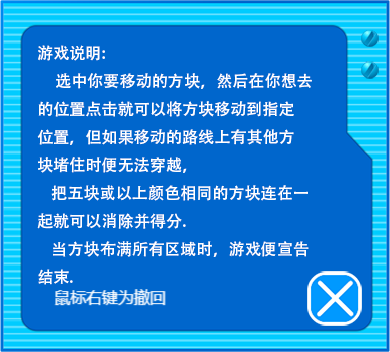 游戏说明:
选中你要移动的方块，然后在你想去
的位置点击就可以将方块移动到指定
位置，但如果移动的路线上有其他方
块堵住时便无法穿越，
把五块或以上颜色相同的方块连在一
起就可以消除并得分.
当方块布满所有区域时，游戏便宣告
结束.
鼠标右键为撤回